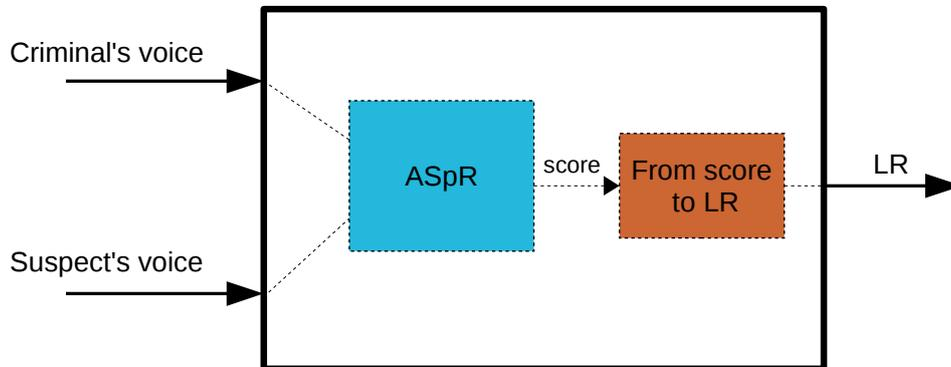 Criminal's voice
Suspect's voice
ASpR
score
From score
to LR
LR